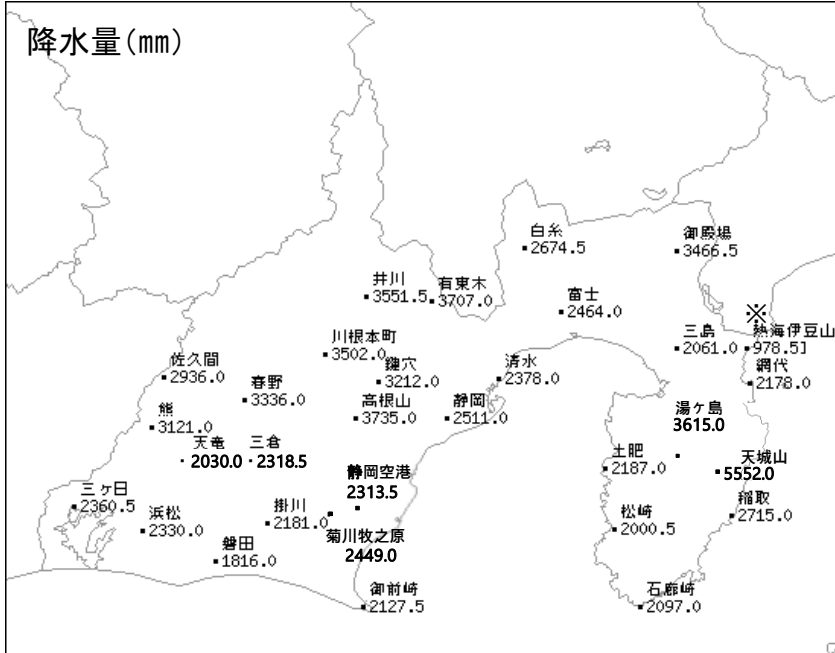 降水量(mm)
白糸
2674.5
御殿場
3466.5
井川
3551.5
有東木
3707.0
富士
2464.0
※
三島
2061.0
熱海伊豆山
978.5]
川根本町
3502.0
佐久間
2936.0
鍵穴
3212.0
清水
2378.0
網代
2178.0
春野
3336.0
高根山
3735.0
静岡
2511.0
湯ヶ島
3615.0
熊
3121.0
天竜
2030.0
三倉
2318.5
土肥
2187.0
天城山
5552.0
静岡空港
2313.5
三ヶ日
2360.5
浜松
2330.0
掛川
2181.0
菊川牧之原
2449.0
松崎
2000.5
稲取
2715.0
磐田
1816.0
御前崎
2127.5
石廊崎
2097.0